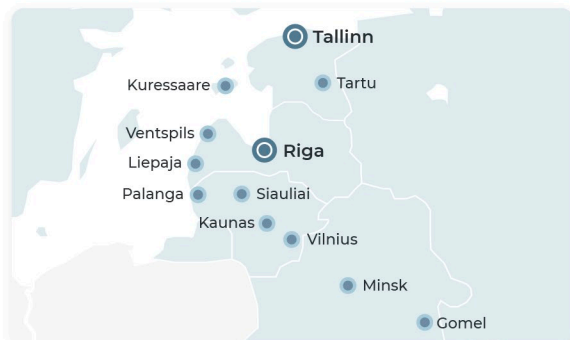 Tallinn
Kuressaare
Tartu
Ventspils
Riga
Liepaja
Palanga
Siauliai
Kaunas
Vilnius
Minsk
Gomel